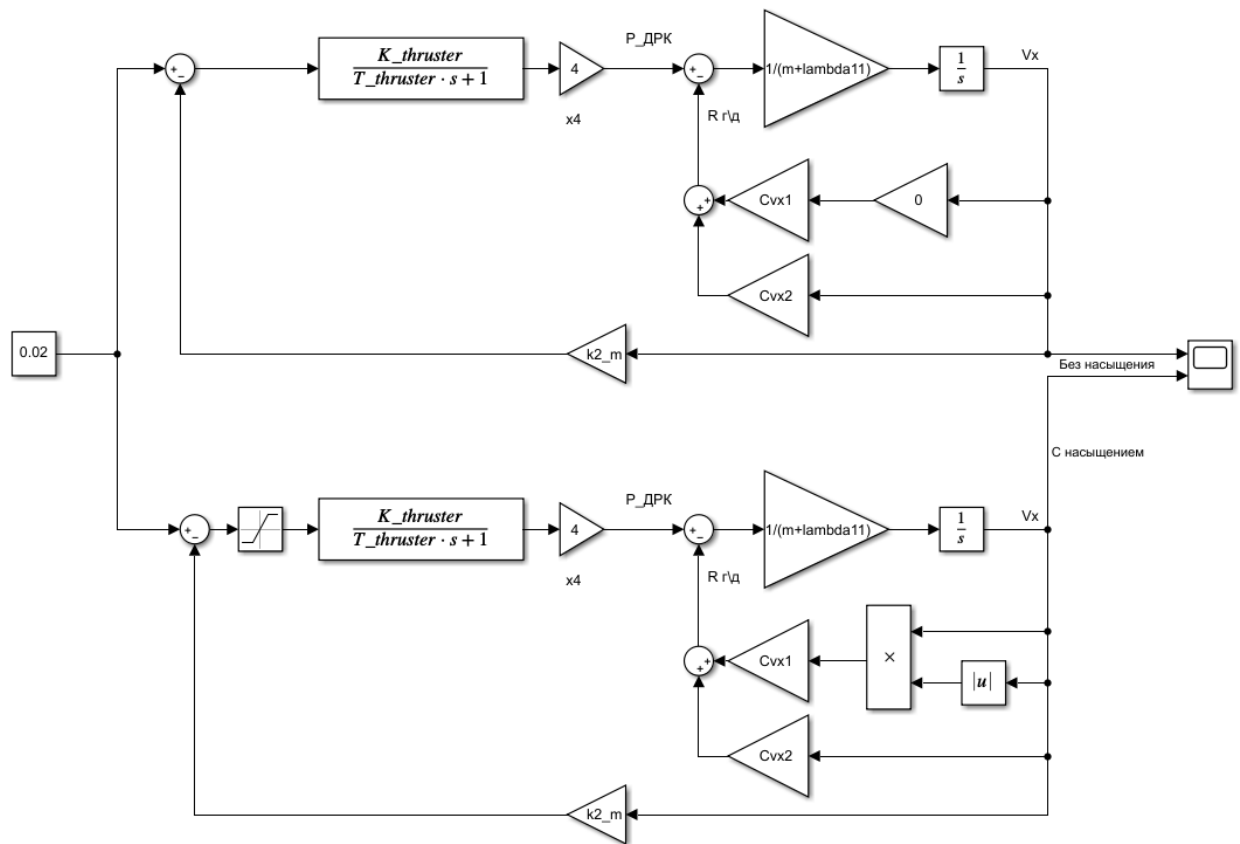 P_ДРК
K_thruster
T_thruster · s + 1
4
1/(m+lambda11)
1
s
Vx
x4
R г\д
Cvx1
0
Cvx2
0.02
k2_m
Без насыщения
С насыщением
P_ДРК
K_thruster
T_thruster · s + 1
4
1/(m+lambda11)
1
s
Vx
x4
R г\д
Cvx1
×
|u|
Cvx2
k2_m